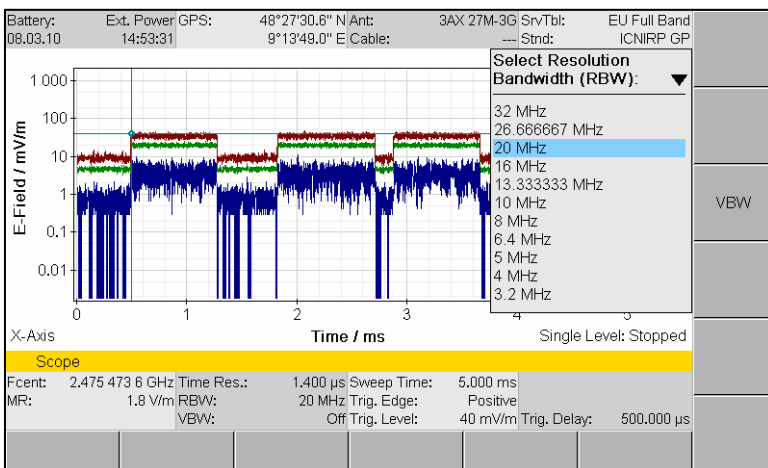 Battery: Ext. Power GPS: 48°27'30.6" N Ant: 3AX 27M-3G SrvTbl: EU Full Band
08.03.10 14:53:31 9°13'49.0" E Cable: --- Stnd: ICNIRP GP
Select Resolution
Bandwidth (RBW):
32 MHz
26.666667 MHz
20 MHz
16 MHz
13.333333 MHz
10 MHz
8 MHz
6.4 MHz
5 MHz
4 MHz
3.2 MHz
VBW
E-Field / mV/m
1 000
100
10
1
0.1
0.01
0 1 2 3 4 5
X-Axis Time / ms Single Level: Stopped
Scope
Fcent: 2.475 473 6 GHz Time Res.: 1.400 µs Sweep Time: 5.000 ms
MR: 1.8 V/m RBW: 20 MHz Trig. Edge: Positive
VBW: Off Trig. Level: 40 mV/m Trig. Delay: 500.000 µs